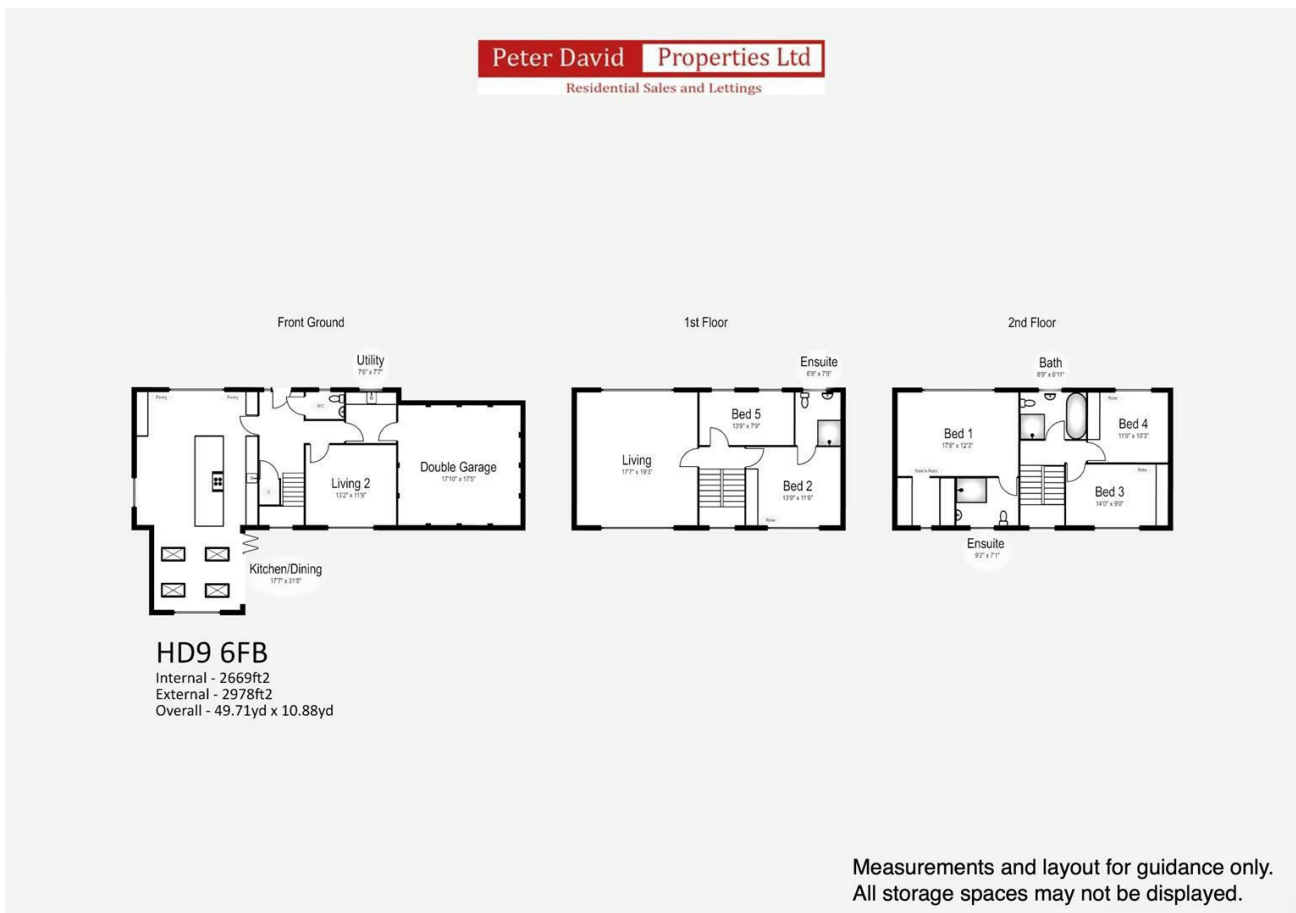 Peter David Properties Ltd
Residential Sales and Lettings
Front Ground
1st Floor
2nd Floor
Utility
7'6" x 7'7"
Ensuite
6'9" x 7'9"
Bath
8'9" x 6'11"
Pantry
Pantry
W/C
Living 2
13'2" x 11'9"
Double Garage
17'10" x 17'5"
C
Kitchen/Dining
17'7" x 31'5"
Living
17'7" x 19'3"
Bed 5
13'9" x 7'9"
Bed 2
13'9" x 11'6"
Robe
Bed 1
17'8" x 12'3"
Walk In Robe
Robe
Bed 4
11'9" x 10'3"
Robe
Bed 3
14'0" x 9'0"
Ensuite
9'2" x 7'1"
HD9 6FB
Internal - 2669ft2
External - 2978ft2
Overall - 49.71yd x 10.88yd
Measurements and layout for guidance only.
All storage spaces may not be displayed.